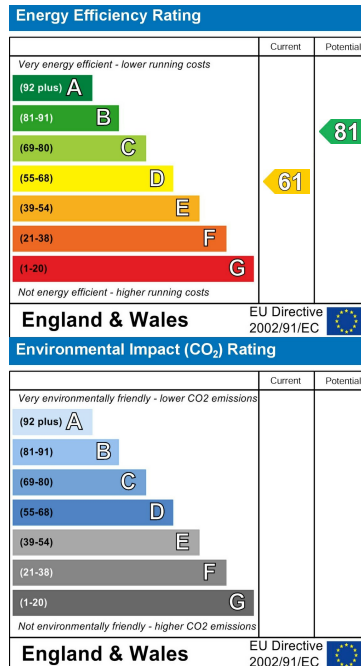 Energy Efficiency Rating
Current Potential
Very energy efficient - lower running costs
(92 plus) A
(81-91) B
81
(69-80) C
(55-68) D
61
(39-54) E
(21-38) F
(1-20) G
Not energy efficient - higher running costs
England & Wales
EU Directive
2002/91/EC
Environmental Impact (CO₂) Rating
Current Potential
Very environmentally friendly - lower CO2 emissions
(92 plus) A
(81-91) B
(69-80) C
(55-68) D
(39-54) E
(21-38) F
(1-20) G
Not environmentally friendly - higher CO2 emissions
England & Wales
EU Directive
2002/91/EC